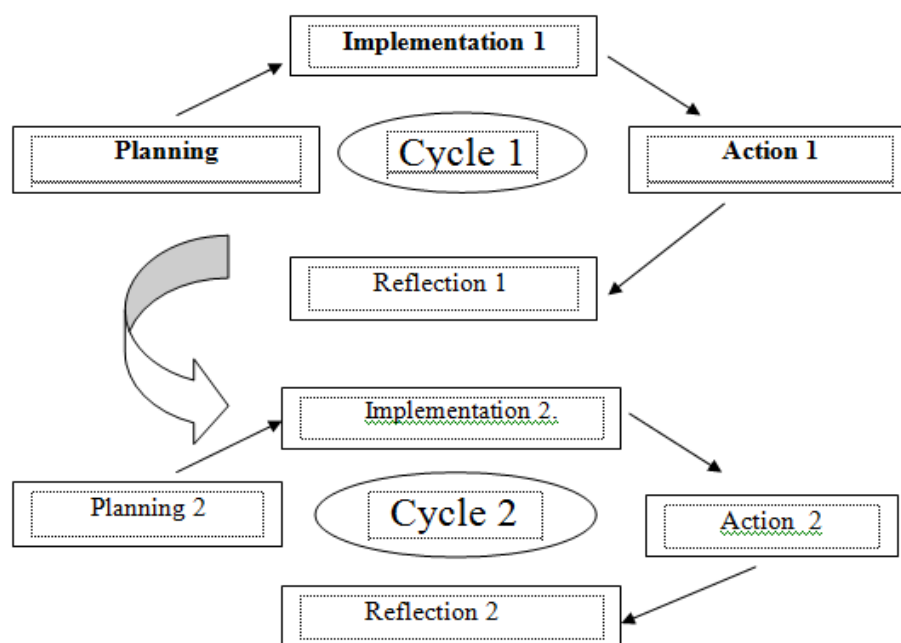 Implementation 1
Planning
Cycle 1
Action 1
Reflection 1
Implementation 2.
Planning 2
Cycle 2
Action 2
Reflection 2